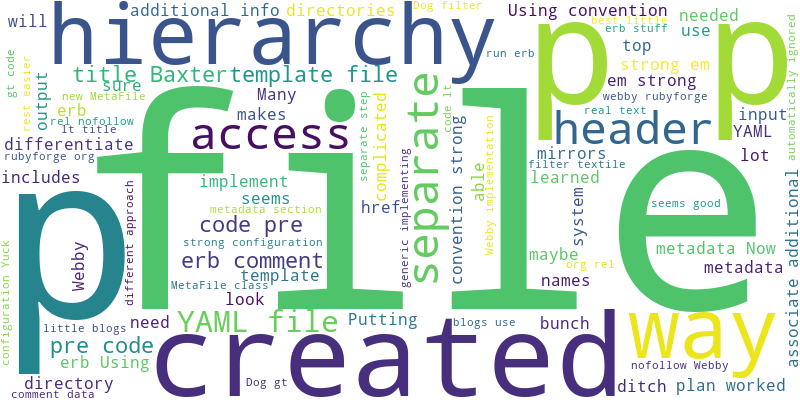 additional info
directories
Dog filter
Using convention
best little
needed
will
hierarchy
erb stuff
use
gt code
rest easier
title Baxter
template file
run erb
top
strong em
sure
em strong
output
new MetaFile
Many
erb
makes
rel nofollow
access
separate
separate step
complicated
code lt
webby rubyforge
real text
input
YAML
automatically ignored
lt title
differentiate
header
rubyforge org
mirrors
lot
filter textile
includes
implement
able
learned
file
p
p p
seems
href
metadata section
seems good
different approach
code pre
generic implementing
convention strong
Webby implementation
system
strong configuration
maybe
metadata Now
Webby
erb comment
org rel
metadata
template
MetaFile class
names
associate additional
look
configuration Yuck
need
YAML file
Putting
blogs use
bunch
way
little blogs
created
pre code
erb Using
nofollow Webby
directory
Dog gt
ditch
plan worked
comment data